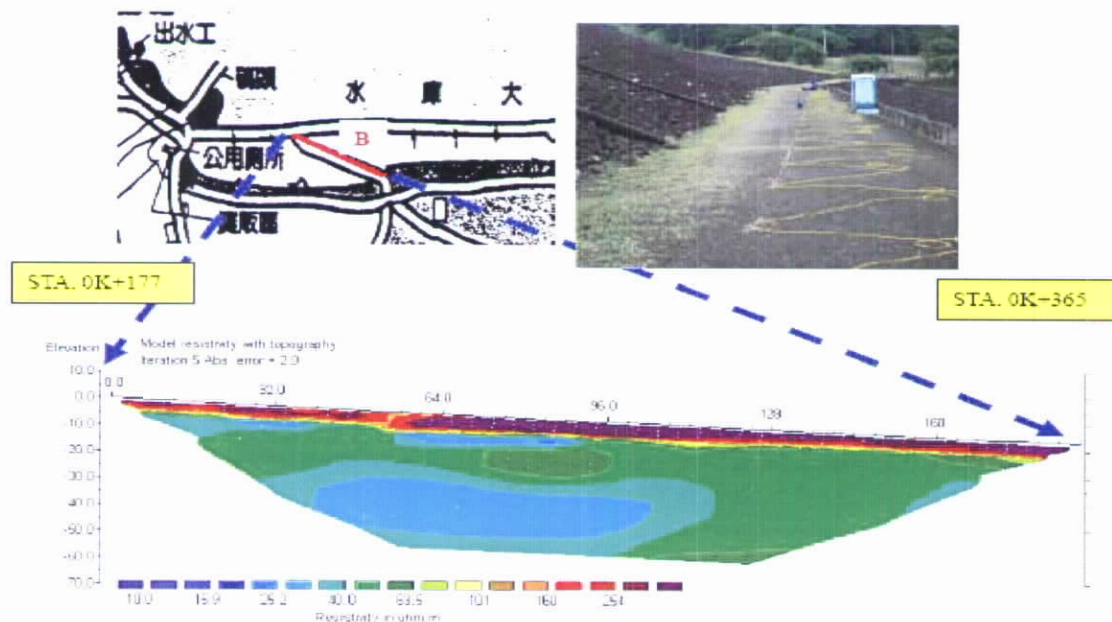 出水工
水 庫 大
B
公用廁所
STA. 0K+177
STA. 0K+365
Elevation
Model resistivity with topography
Iteration 5 Abs. error = 2.9
10.0
0.0
-10.0
-20.0
-30.0
-40.0
-50.0
-60.0
-70.0
0.0 32.0 64.0 96.0 128 160
10.0 15.9 25.2 40.0 63.5 101 160 254
Resistivity in ohm.m